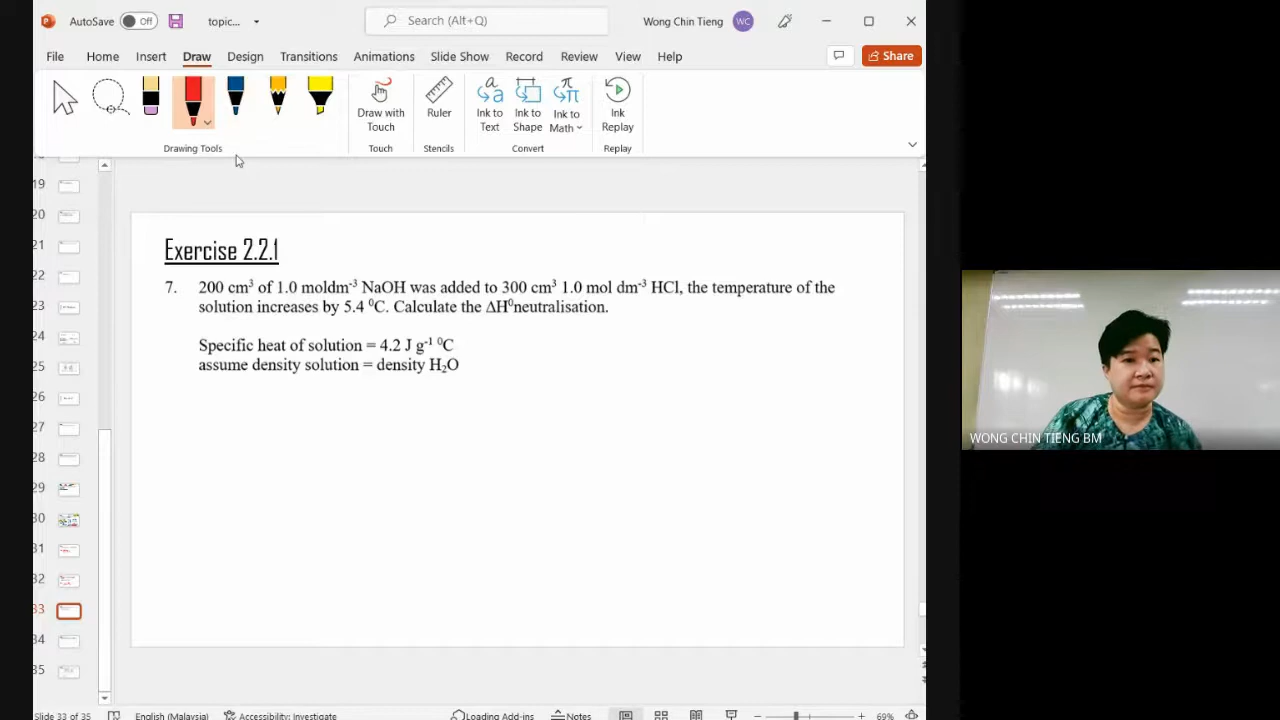 AutoSave Off topic... Search (Alt+Q) Wong Chin Tieng WC
File Home Insert Draw Design Transitions Animations Slide Show Record Review View Help Share
Draw with Touch Ruler Ink to Text Ink to Shape Ink to Math Ink Replay
Drawing Tools Touch Stencils Convert Replay
19
20
21
22
23
24
25
26
27
28
29
30
31
32
33
34
35
Exercise 2.2.1
7. 200 cm³ of 1.0 moldm⁻³ NaOH was added to 300 cm³ 1.0 mol dm⁻³ HCl, the temperature of the
solution increases by 5.4 ⁰C. Calculate the ΔH⁰neutralisation.
Specific heat of solution = 4.2 J g⁻¹ ⁰C
assume density solution = density H₂O
WONG CHIN TIENG BM
Slide 33 of 35 English (Malaysia) Accessibility: Investigate Loading Add-ins Notes 69%